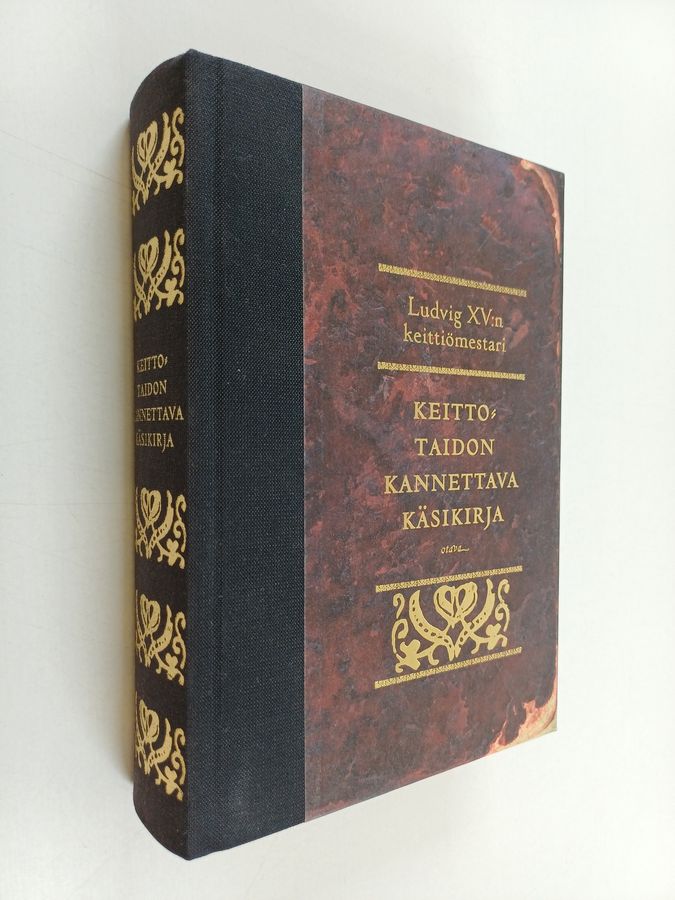 KEITTO-
TAIDON
KANNETTAVA
KÄSIKIRJA
Ludvig XV:n
keittiömestari
KEITTO-
TAIDON
KANNETTAVA
KÄSIKIRJA
otava